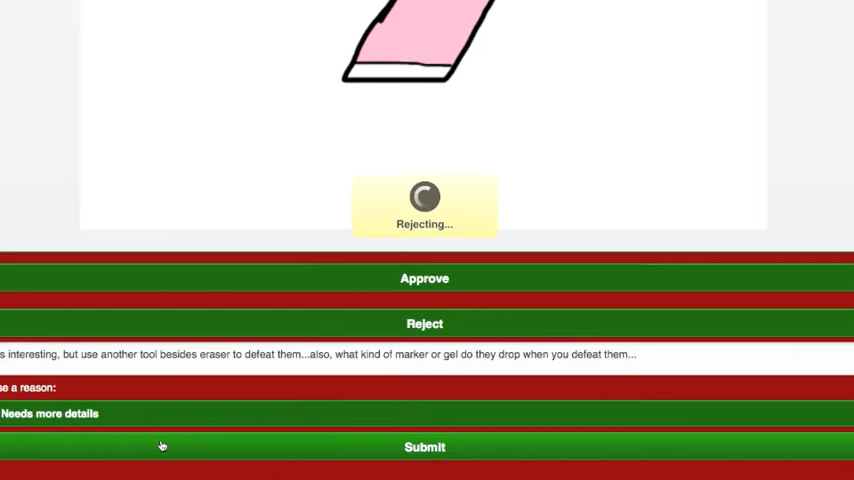 Rejecting...
Approve
Reject
s interesting, but use another tool besides eraser to defeat them...also, what kind of marker or gel do they drop when you defeat them...
se a reason:
Needs more details
Submit